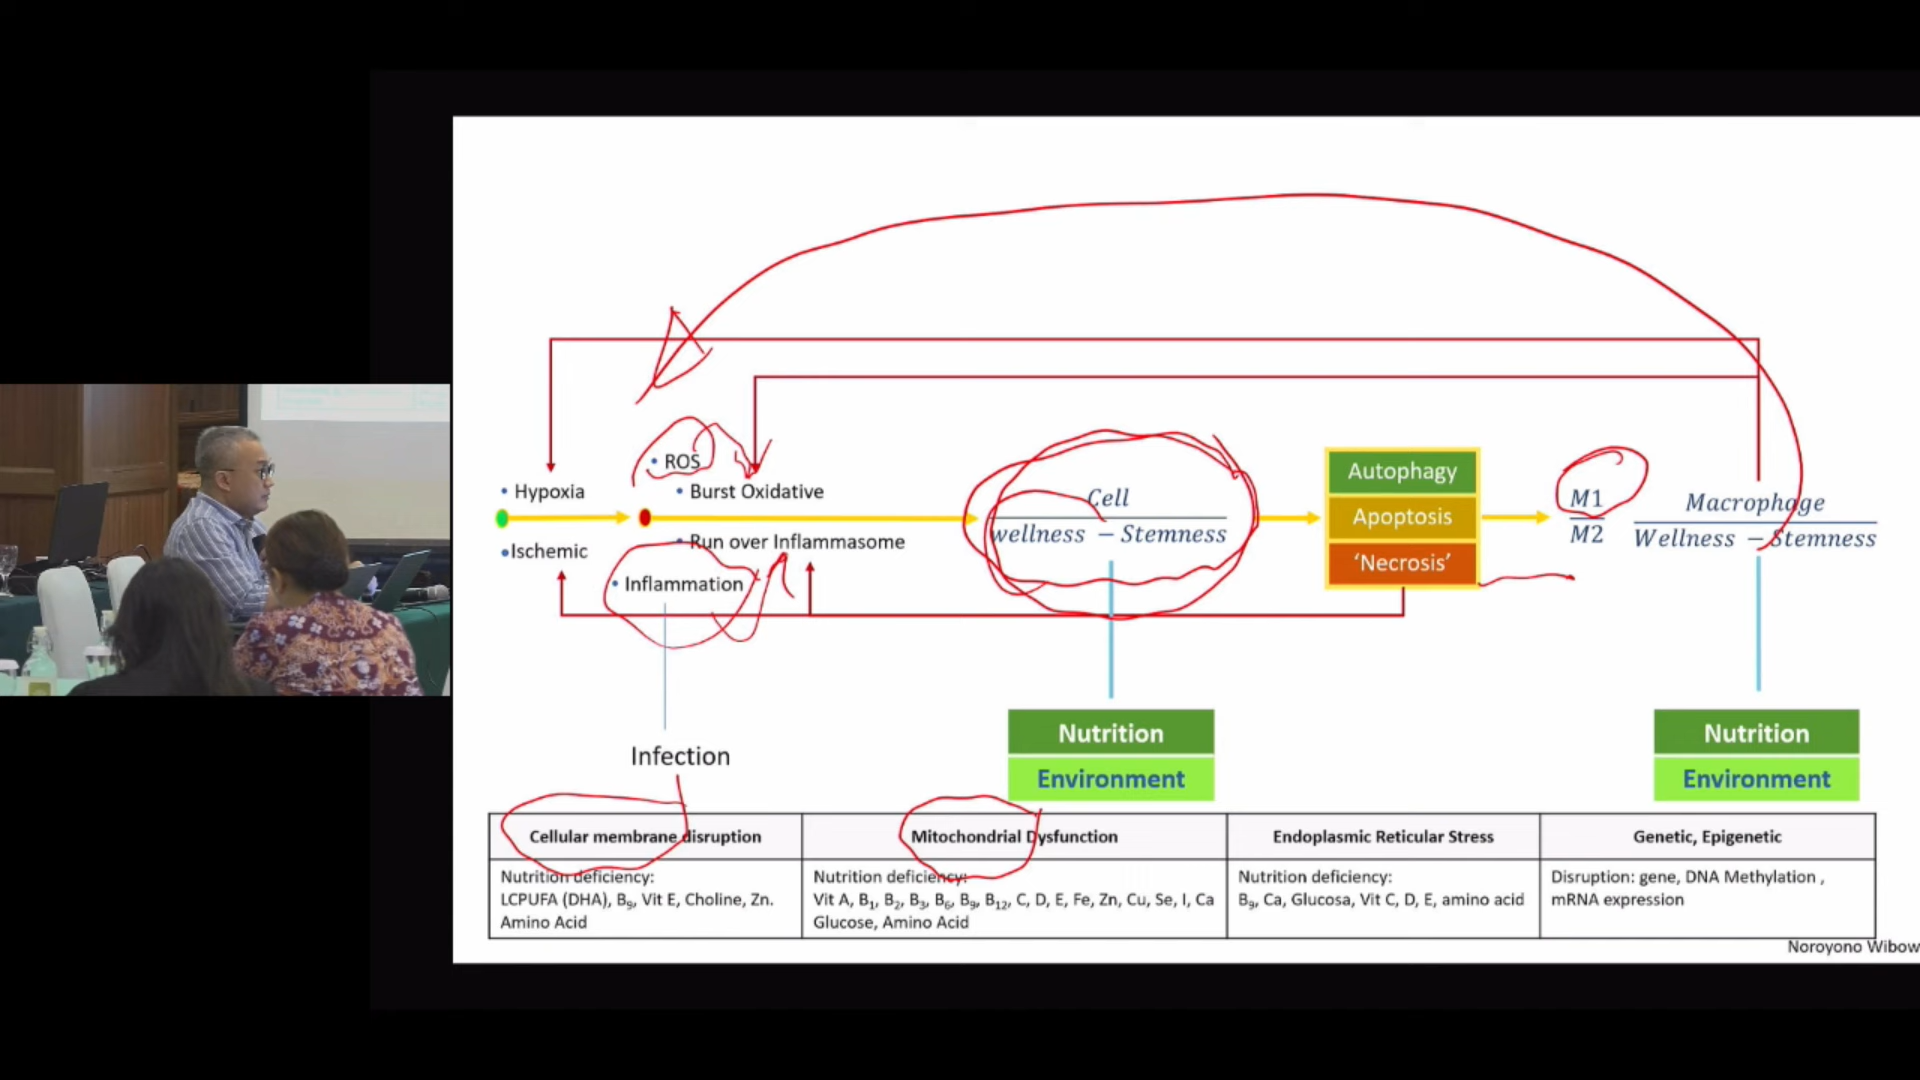 • ROS
• Hypoxia
• Burst Oxidative
• Ischemic
• Run over Inflammasome
• Inflammation
Cell
wellness – Stemness
Autophagy
Apoptosis
‘Necrosis’
M1
M2
Macrophage
Wellness – Stemness
Infection
Nutrition
Environment
Nutrition
Environment
Cellular membrane disruption
Nutrition deficiency:
LCPUFA (DHA), B9, Vit E, Choline, Zn.
Amino Acid
Mitochondrial Dysfunction
Nutrition deficiency:
Vit A, B1, B2, B3, B6, B9, B12, C, D, E, Fe, Zn, Cu, Se, I, Ca
Glucose, Amino Acid
Endoplasmic Reticular Stress
Nutrition deficiency:
B9, Ca, Glucosa, Vit C, D, E, amino acid
Genetic, Epigenetic
Disruption: gene, DNA Methylation ,
mRNA expression
Noroyono Wibow